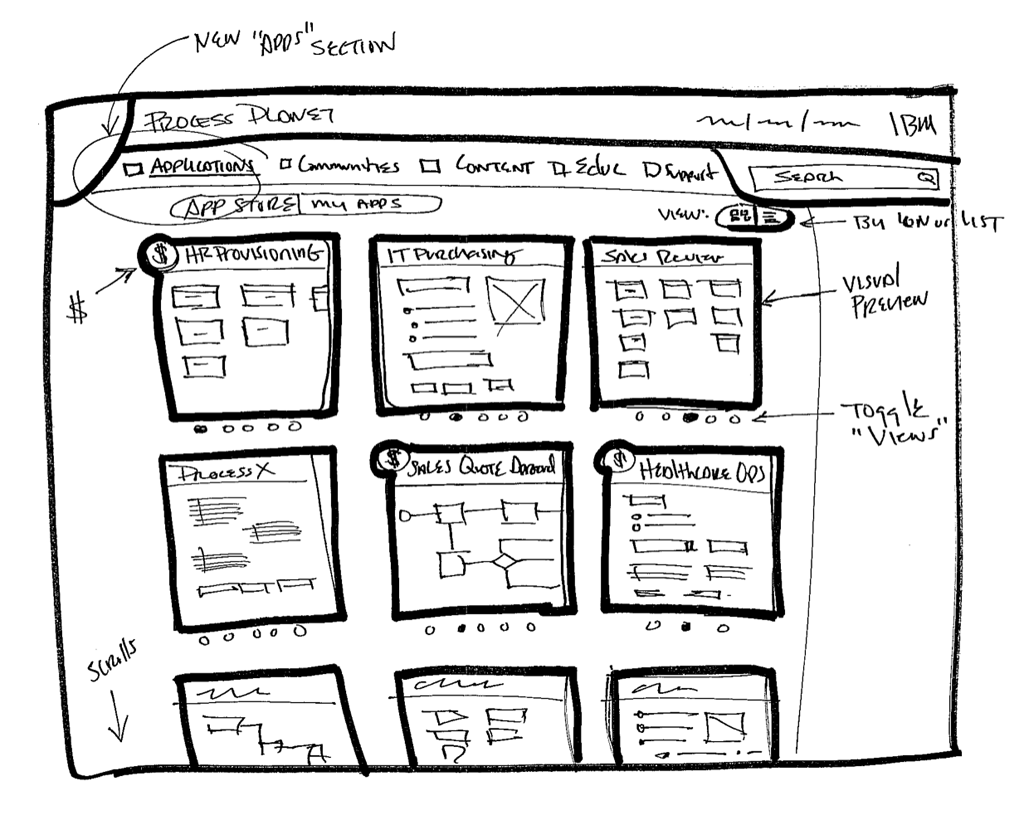 NEW "APPS"
SECTION
PROCESS PLANET
IBM
APPLICATIONS Communities CONTENT EDUC Support
SEARCH
APP STORE MY APPS
VIEW:
BY ICON OR LIST
$ HR PROVISIONING
IT PURCHASING
SALES REVIEW
$
VISUAL
PREVIEW
TOGGLE
"VIEWS"
PROCESS X
$ SALES QUOTE DEMAND
$ HEALTHCARE OPS
SCROLLS